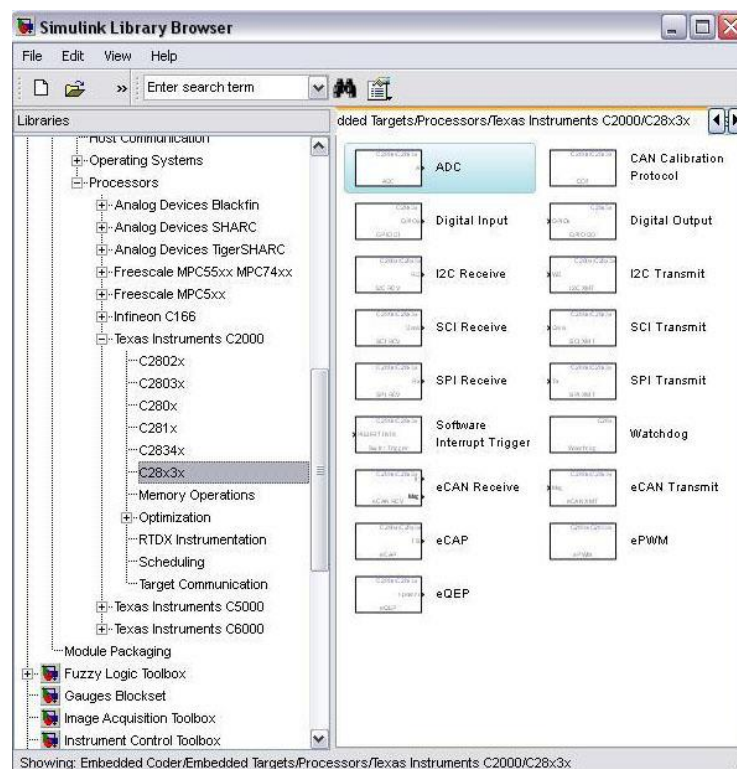 Simulink Library Browser
File Edit View Help
» Enter search term
Libraries
Host Communication
Operating Systems
Processors
Analog Devices Blackfin
Analog Devices SHARC
Analog Devices TigerSHARC
Freescale MPC55xx MPC74xx
Freescale MPC5xx
Infineon C166
Texas Instruments C2000
C2802x
C2803x
C280x
C281x
C2834x
C28x3x
Memory Operations
Optimization
RTDX Instrumentation
Scheduling
Target Communication
Texas Instruments C5000
Texas Instruments C6000
Module Packaging
Fuzzy Logic Toolbox
Gauges Blockset
Image Acquisition Toolbox
Instrument Control Toolbox
dded Targets/Processors/Texas Instruments C2000/C28x3x
ADC
CAN Calibration
Protocol
Digital Input
Digital Output
I2C Receive
I2C Transmit
SCI Receive
SCI Transmit
SPI Receive
SPI Transmit
Software
Interrupt Trigger
Watchdog
eCAN Receive
eCAN Transmit
eCAP
ePWM
eQEP
Showing: Embedded Coder/Embedded Targets/Processors/Texas Instruments C2000/C28x3x